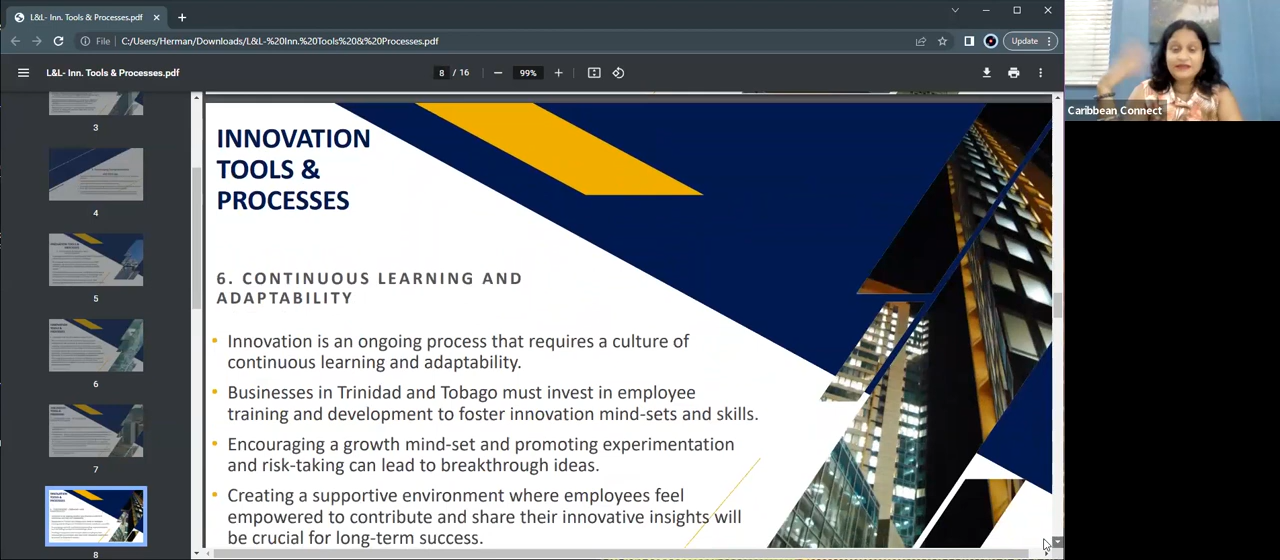 L&L- Inn. Tools & Processes.pdf
File
C:/Users/Herman/Downloads/L&L-%20Inn.%20Tools%20&%20Processes.pdf
Update
L&L- Inn. Tools & Processes.pdf
8 / 16
99%
Caribbean Connect
3
4
5
6
7
8
INNOVATION
TOOLS &
PROCESSES
6. CONTINUOUS LEARNING AND
ADAPTABILITY
• Innovation is an ongoing process that requires a culture of
continuous learning and adaptability.
• Businesses in Trinidad and Tobago must invest in employee
training and development to foster innovation mind-sets and skills.
• Encouraging a growth mind-set and promoting experimentation
and risk-taking can lead to breakthrough ideas.
• Creating a supportive environment where employees feel
empowered to contribute and share their innovative insights will
be crucial for long-term success.